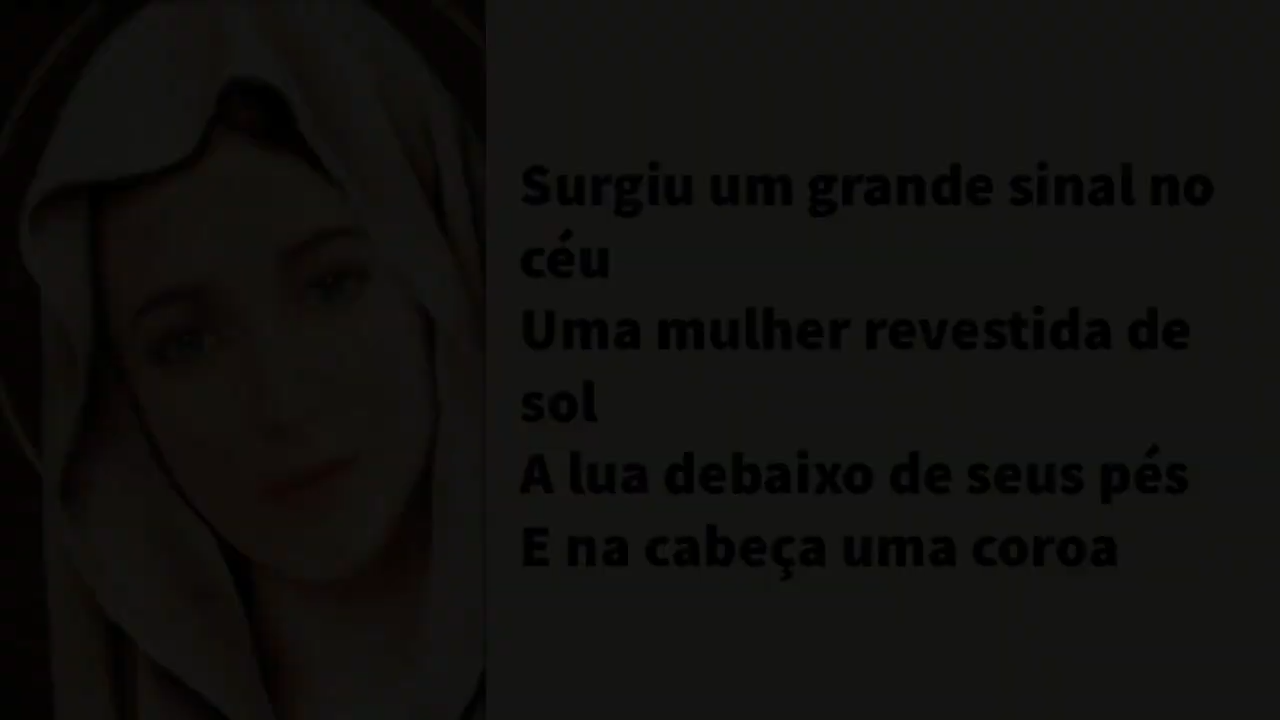 Surgiu um grande sinal no
céu
Uma mulher revestida de
sol
A lua debaixo de seus pés
E na cabeça uma coroa